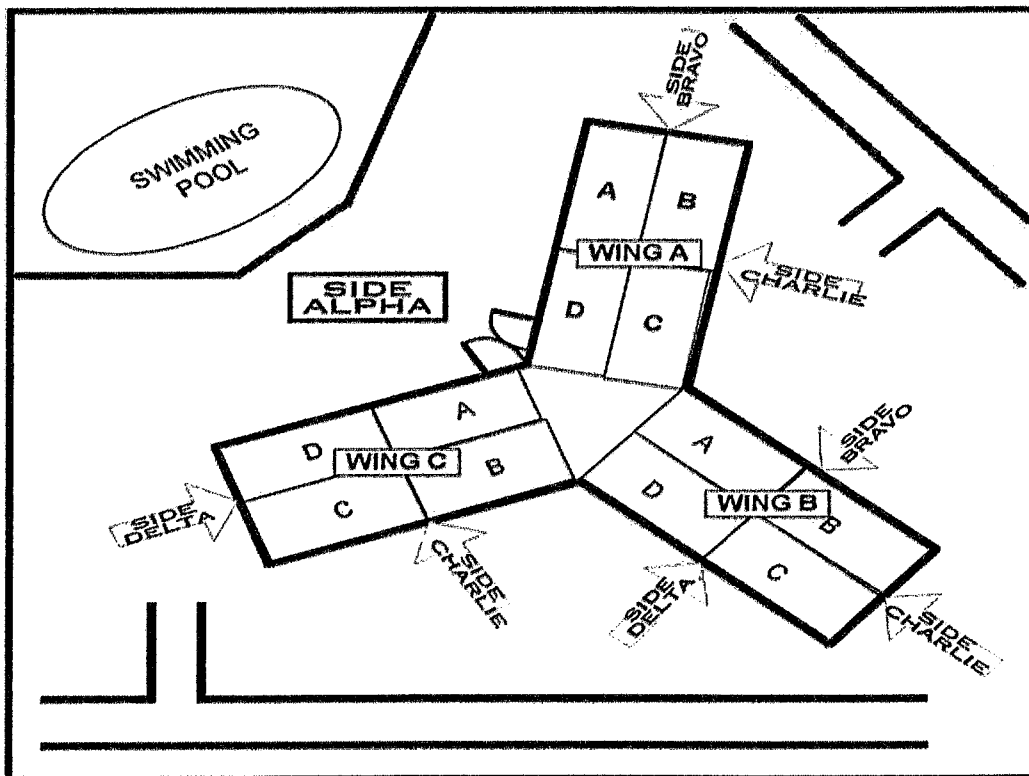 SIDE
BRAVO
SWIMMING
POOL
A
B
WING A
SIDE
CHARLIE
SIDE
ALPHA
D
C
A
D
WING C
B
C
SIDE
DELTA
SIDE
CHARLIE
A
SIDE
BRAVO
D
WING B
B
C
SIDE
DELTA
SIDE
CHARLIE